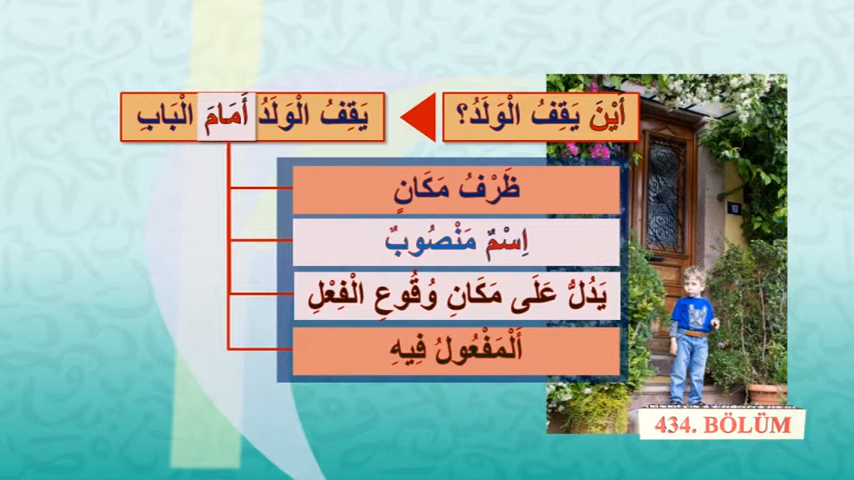 أَيْنَ يَقِفُ الْوَلَدُ؟
يَقِفُ الْوَلَدُ أَمَامَ الْبَابِ
ظَرْفُ مَكَانٍ
اِسْمٌ مَنْصُوبٌ
يَدُلُّ عَلَى مَكَانِ وُقُوعِ الْفِعْلِ
اَلْمَفْعُولُ فِيهِ
434. BÖLÜM